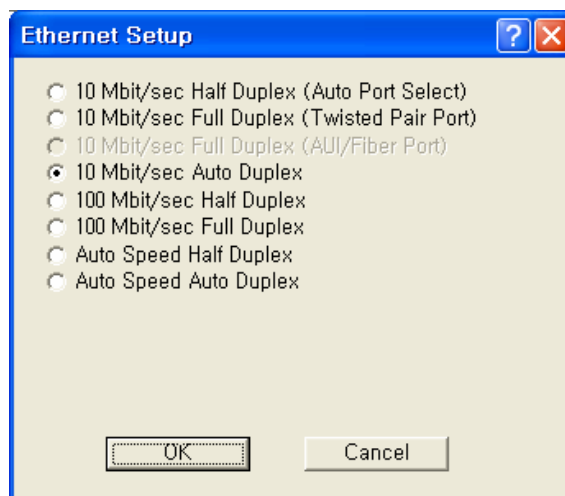 Ethernet Setup
10 Mbit/sec Half Duplex (Auto Port Select)
10 Mbit/sec Full Duplex (Twisted Pair Port)
10 Mbit/sec Full Duplex (AUI/Fiber Port)
10 Mbit/sec Auto Duplex
100 Mbit/sec Half Duplex
100 Mbit/sec Full Duplex
Auto Speed Half Duplex
Auto Speed Auto Duplex
OK
Cancel